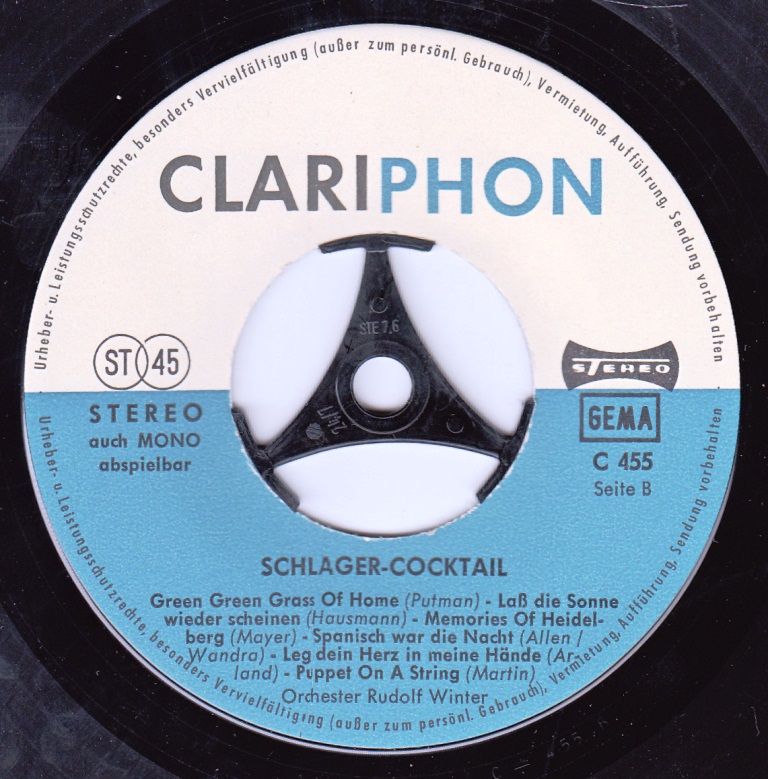 Urheber- u. Leistungsschutzrechte, besonders Vervielfältigung (außer zum persönl. Gebrauch), Vermietung, Aufführung, Sendung vorbehalten
CLARIPHON
STE 7,6
ST 45
STEREO
STEREO
auch MONO
abspielbar
GEMA
C 455
Seite B
SCHLAGER-COCKTAIL
Green Green Grass Of Home (Putman) - Laß die Sonne
wieder scheinen (Hausmann) - Memories Of Heidel-
berg (Mayer) - Spanisch war die Nacht (Allen/
Wandra) - Leg dein Herz in meine Hände (Ar-
land) - Puppet On A String (Martin)
Orchester Rudolf Winter
Urheber- u. Leistungsschutzrechte, besonders Vervielfältigung (außer zum persönl. Gebrauch), Vermietung, Aufführung, Sendung vorbehalten